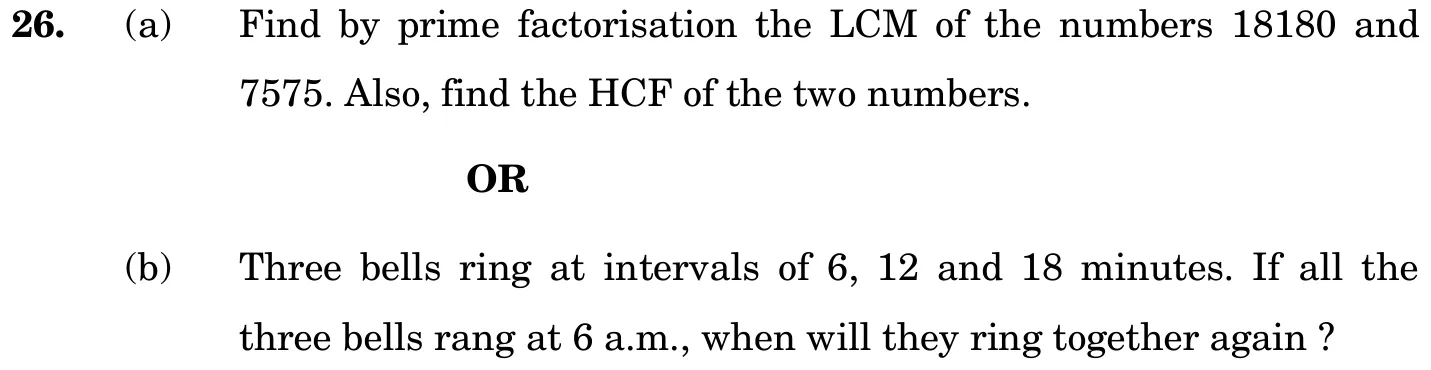 26. (a) Find by prime factorisation the LCM of the numbers 18180 and
7575. Also, find the HCF of the two numbers.
OR
(b) Three bells ring at intervals of 6, 12 and 18 minutes. If all the
three bells rang at 6 a.m., when will they ring together again ?